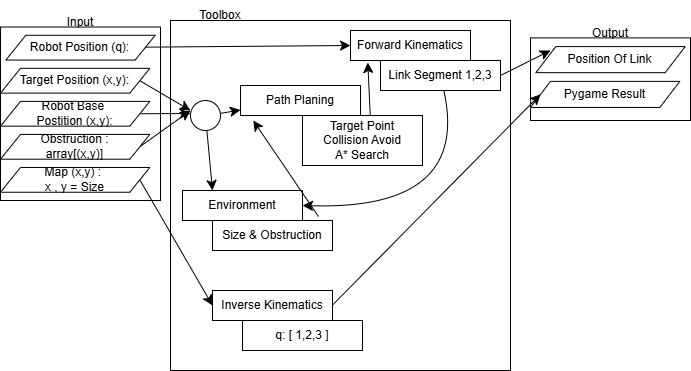 Input
Robot Position (q):
Target Position (x,y):
Robot Base
Postition (x,y):
Obstruction :
array[(x,y)]
Map (x,y) :
x , y = Size
Toolbox
Forward Kinematics
Link Segment 1,2,3
Path Planing
Target Point
Collision Avoid
A* Search
Environment
Size & Obstruction
Inverse Kinematics
q: [ 1,2,3 ]
Output
Position Of Link
Pygame Result